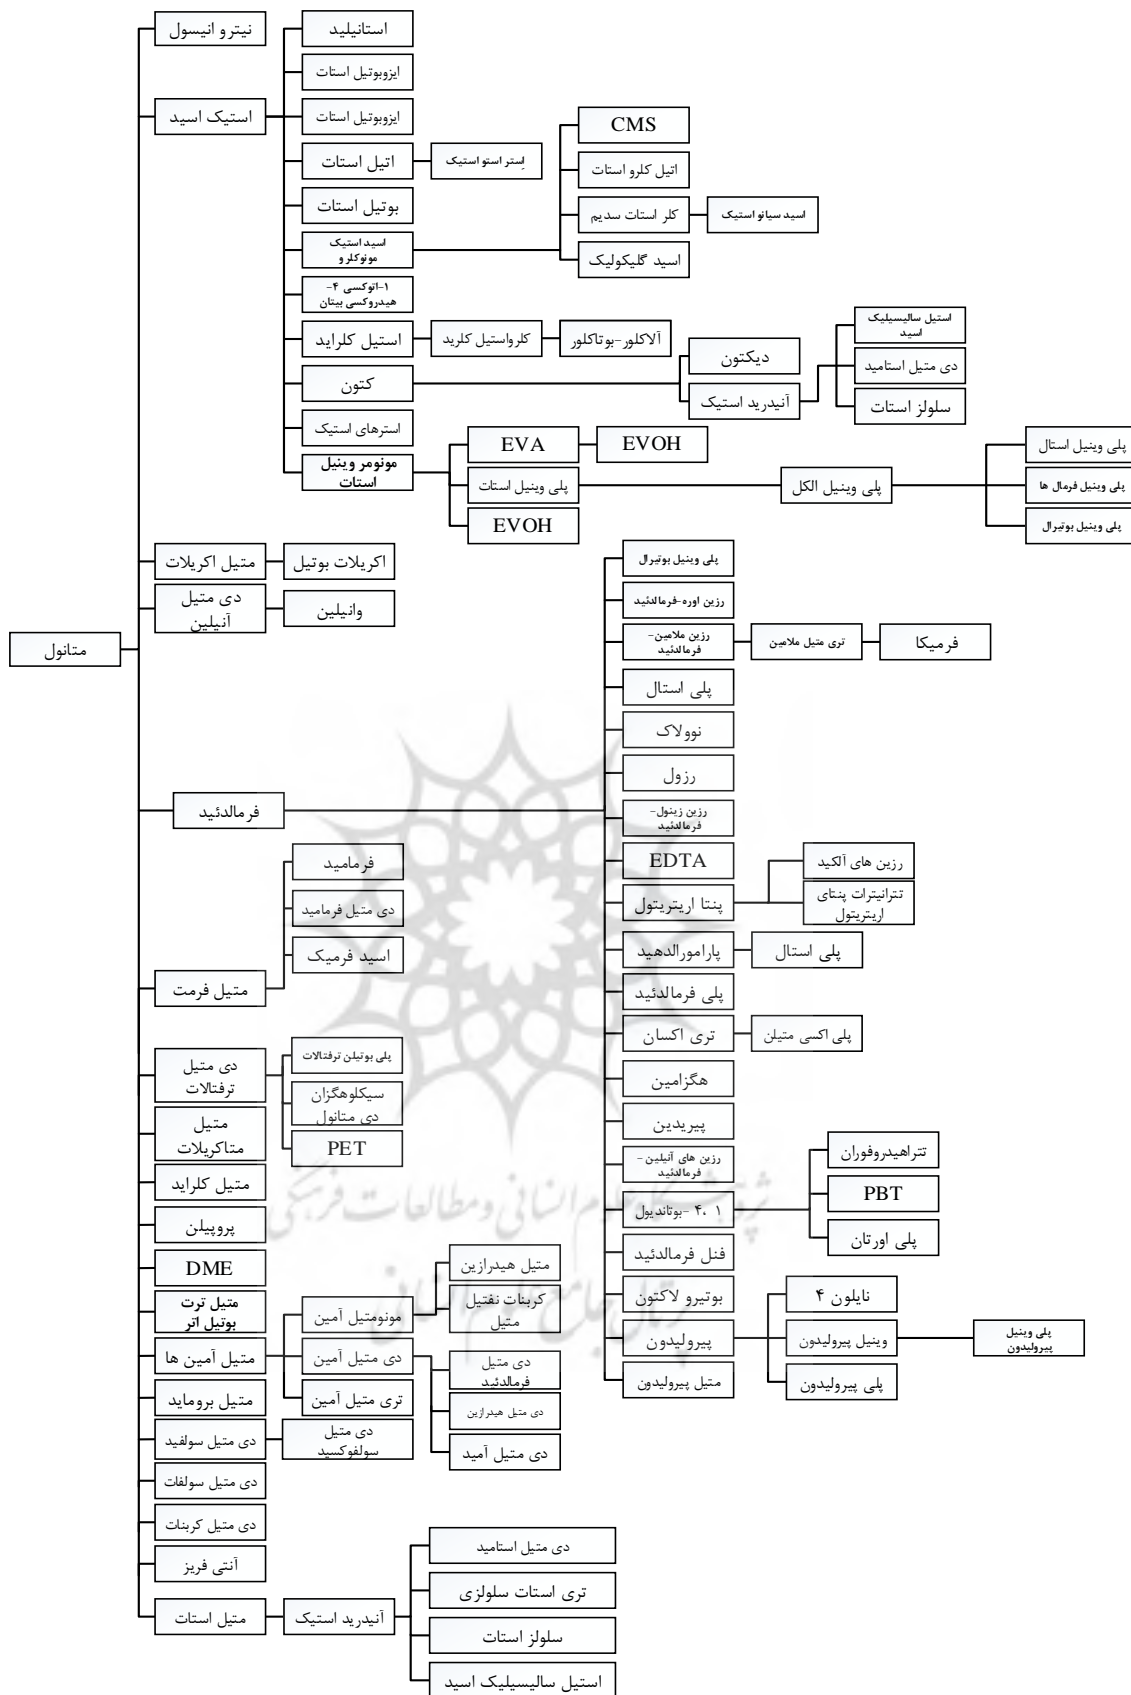 نیترو انیسول
استانیلید
ایزوبوتیل استات
استیک اسید
ایزوبوتیل استات
CMS
اتیل استات
اِستر استو استیک
اتیل کلرو استات
بوتیل استات
کلر استات سدیم
اسید سیانو استیک
اسید استیک
مونوکلرو
اسید گلیکولیک
۱-اتوکسی ۴-
هیدروکسی بیتان
استیل کلراید
کلرواستیل کلرید
آلاکلور-بوتاکلور
استیل سالیسیلیک
اسید
کتون
دیکتون
دی متیل استامید
آنیدرید استیک
سلولز استات
استرهای استیک
مونومر وینیل
استات
EVA
EVOH
پلی وینیل استات
پلی وینیل الکل
پلی وینیل استال
پلی وینیل فرمال ها
پلی وینیل بوتیرال
EVOH
متیل اکریلات
اکریلات بوتیل
دی متیل
آنیلین
وانیلین
متانول
فرمالدئید
پلی وینیل بوتیرال
رزین اوره-فرمالدئید
رزین ملامین-
فرمالدئید
تری متیل ملامین
فرمیکا
پلی استال
نوولاک
رزول
رزین زینول-
فرمالدئید
EDTA
پنتا اریتریتول
رزین های آلکید
تترانیترات پنتای
اریتریتول
پارامورالدهید
پلی استال
پلی فرمالدئید
تری اکسان
پلی اکسی متیلن
هگزامین
پیریدین
رزین های آنیلین-
فرمالدئید
۱ ،۴ -بوتاندیول
تتراهیدروفوران
PBT
پلی اورتان
فنل فرمالدئید
بوتیرو لاکتون
پیرولیدون
نایلون ۴
وینیل پیرولیدون
پلی وینیل
پیرولیدون
پلی پیرولیدون
متیل پیرولیدون
متیل فرمت
فرمامید
دی متیل فرمامید
اسید فرمیک
دی متیل
ترفتالات
پلی بوتیلن ترفتالات
سیکلوهگزان
دی متانول
PET
متیل
متاکریلات
متیل کلراید
پروپیلن
DME
متیل ترت
بوتیل اتر
متیل آمین ها
مونومتیل آمین
متیل هیدرازین
کربنات نفتیل
متیل
دی متیل آمین
دی متیل
فرمالدئید
دی متیل هیدرازین
دی متیل آمید
تری متیل آمین
متیل بروماید
دی متیل سولفید
دی متیل
سولفوکسید
دی متیل سولفات
دی متیل کربنات
آنتی فریز
متیل استات
آنیدرید استیک
دی متیل استامید
تری استات سلولزی
سلولز استات
استیل سالیسیلیک اسید
پژوهشگاه علوم انسانی و مطالعات فرهنگی
پرتال جامع علوم انسانی